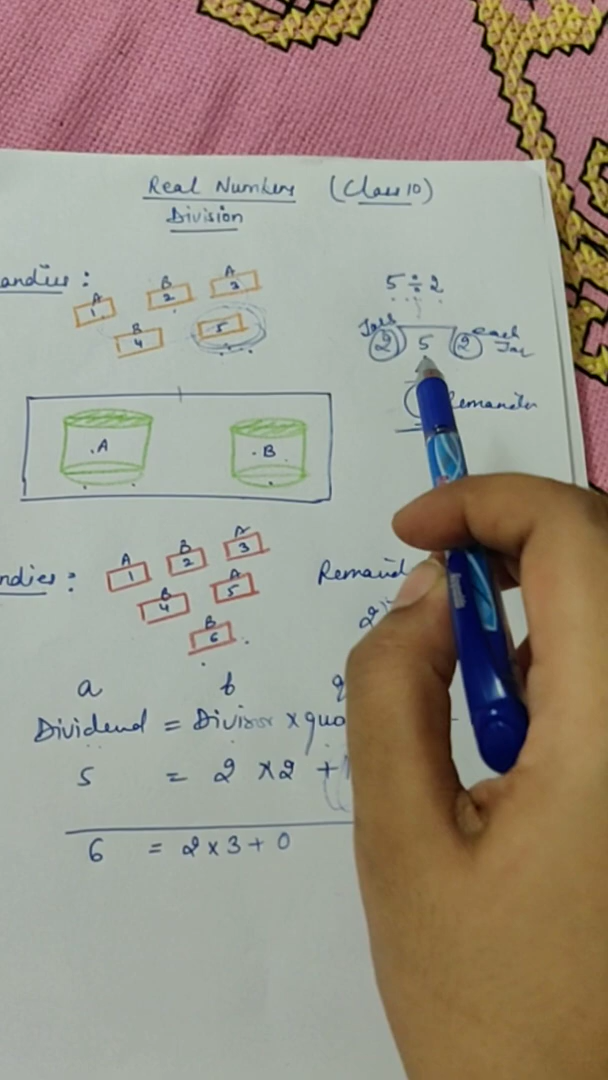 Real Numbers (Class 10)
Division
andies :
A 1
B 2
A 3
B 4
5
5 ÷ 2
Jars 2 5 2 each Jar
Remainder
A
B
ndies :
A 1
B 2
A 3
B 4
A 5
B 6
Remaind
a b q
Dividend = Divisor × quo
5 = 2 × 2 +
6 = 2 × 3 + 0